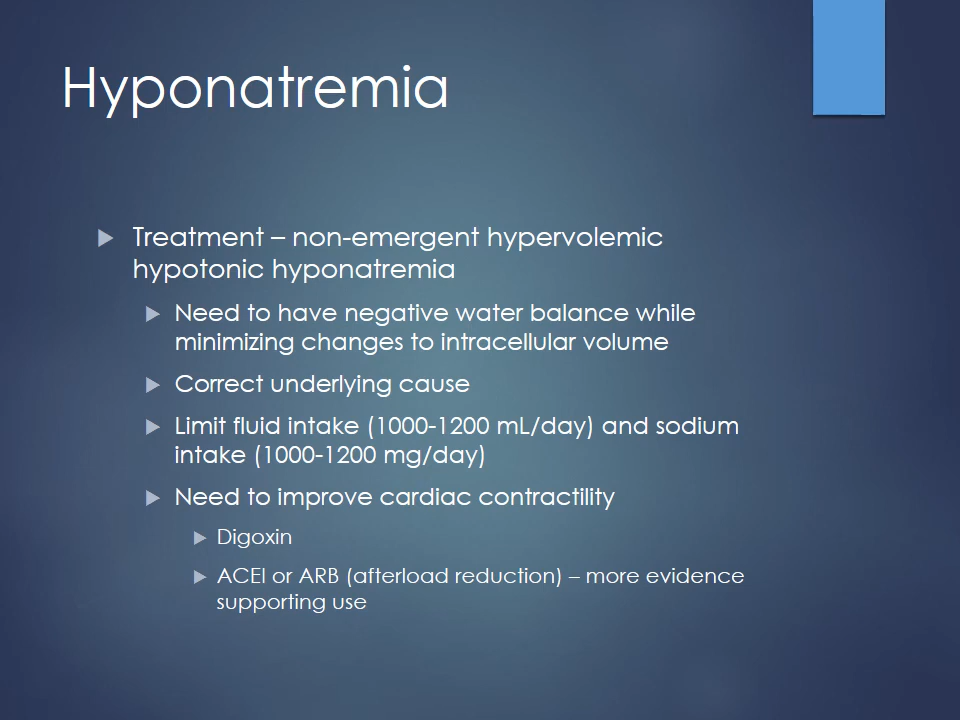 Hyponatremia
Treatment – non-emergent hypervolemic
hypotonic hyponatremia
Need to have negative water balance while
minimizing changes to intracellular volume
Correct underlying cause
Limit fluid intake (1000-1200 mL/day) and sodium
intake (1000-1200 mg/day)
Need to improve cardiac contractility
Digoxin
ACEI or ARB (afterload reduction) – more evidence
supporting use